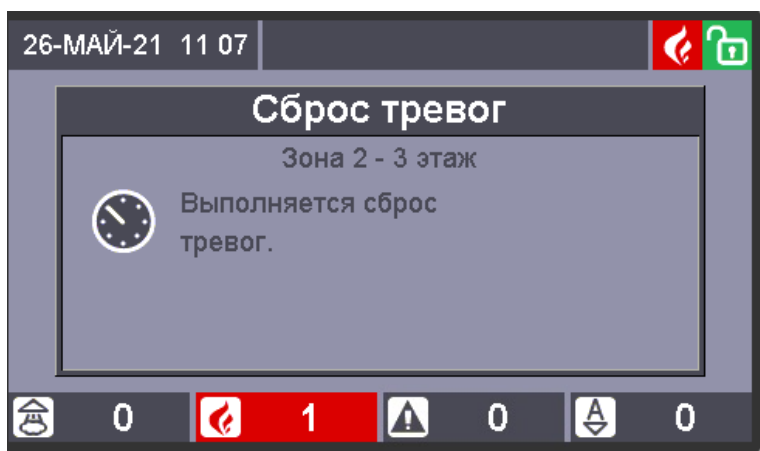 26-МАЙ-21 11 07
Сброс тревог
Зона 2 - 3 этаж
Выполняется сброс
тревог.
0 1 0 A 0